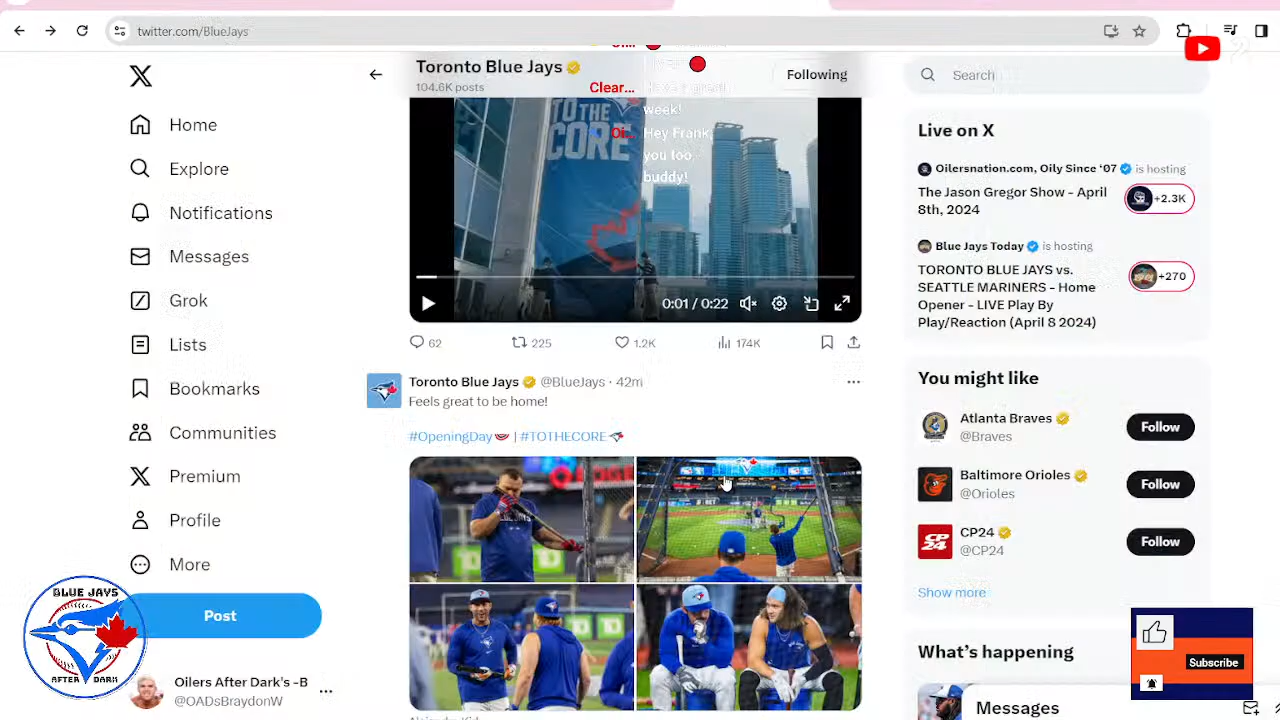 twitter.com/BlueJays
Toronto Blue Jays
104.6K posts
Following
Search
Clear...
week!
Oi...
Hey Frank,
you too
buddy!
TO THE
CORE
0:01 / 0:22
62
225
1.2K
174K
Home
Explore
Notifications
Messages
Grok
Lists
Bookmarks
Communities
Premium
Profile
More
Post
Oilers After Dark's -B
@OADsBraydonW
Toronto Blue Jays @BlueJays · 42m
Feels great to be home!
#OpeningDay | #TOTHECORE
Live on X
Oilersnation.com, Oily Since ‘07 is hosting
The Jason Gregor Show - April
8th, 2024
+2.3K
Blue Jays Today is hosting
TORONTO BLUE JAYS vs.
SEATTLE MARINERS - Home
Opener - LIVE Play By
Play/Reaction (April 8 2024)
+270
You might like
Atlanta Braves
@Braves
Follow
Baltimore Orioles
@Orioles
Follow
CP24
CP24
@CP24
Follow
Show more
What’s happening
Messages
Subscribe
BLUE JAYS
AFTER DARK